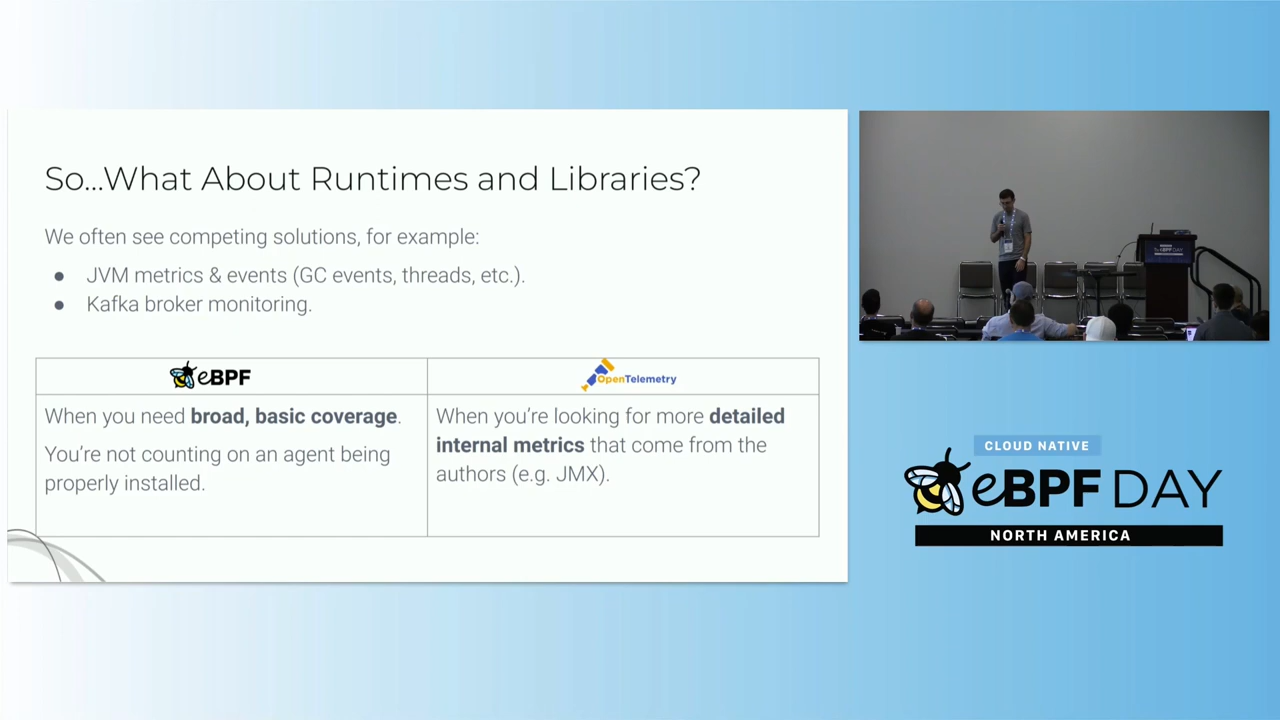 So...What About Runtimes and Libraries?
We often see competing solutions, for example:
● JVM metrics & events (GC events, threads, etc.).
● Kafka broker monitoring.
eBPF
OpenTelemetry
When you need broad, basic coverage.
You're not counting on an agent being
properly installed.
When you're looking for more detailed
internal metrics that come from the
authors (e.g. JMX).
eBPF DAY
CLOUD NATIVE
eBPF DAY
NORTH AMERICA